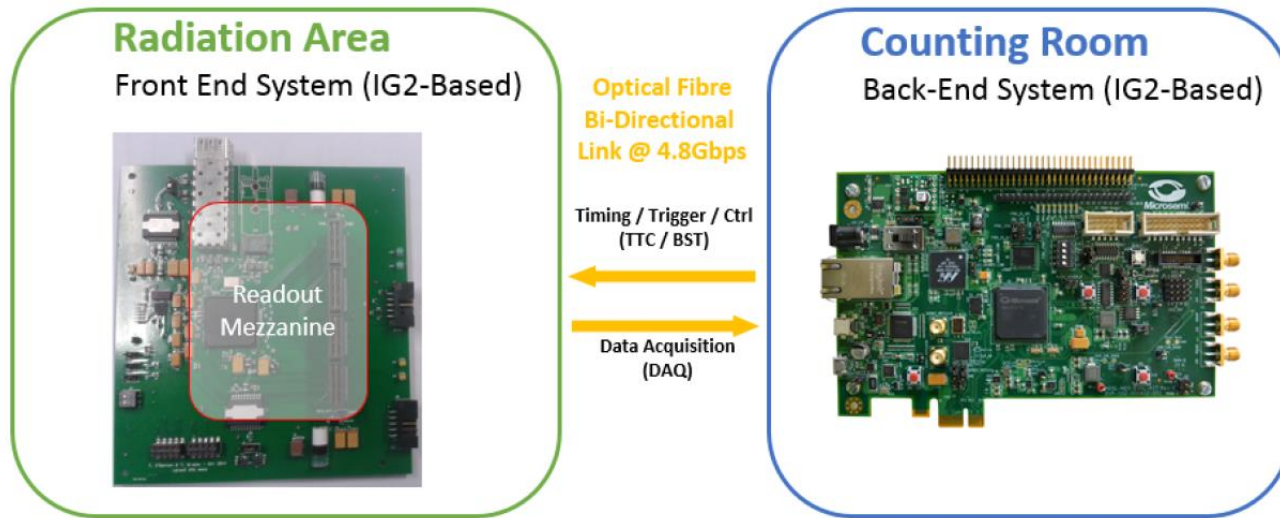 Radiation Area
Front End System (IG2-Based)
Readout
Mezzanine
Optical Fibre
Bi-Directional
Link @ 4.8Gbps
Timing / Trigger / Ctrl
(TTC / BST)
Data Acquisition
(DAQ)
Counting Room
Back-End System (IG2-Based)
Microsemi